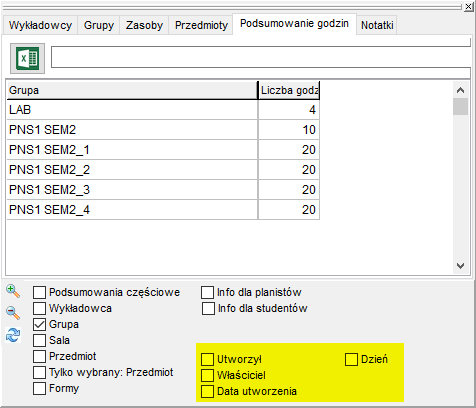 Wykładowcy Grupy Zasoby Przedmioty Podsumowanie godzin Notatki
Grupa Liczba godz
LAB 4
PNS1 SEM2 10
PNS1 SEM2_1 20
PNS1 SEM2_2 20
PNS1 SEM2_3 20
PNS1 SEM2_4 20
Podsumowania częściowe Info dla planistów
Wykładowca Info dla studentów
Grupa
Sala
Przedmiot Utworzył Dzień
Tylko wybrany: Przedmiot Właściciel
Formy Data utworzenia